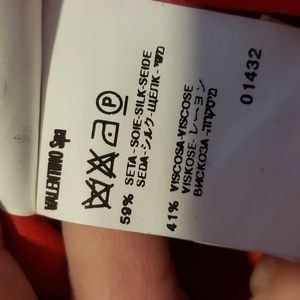 VALENTINO SpA
P
59% SETA-SOIE-SILK-SEIDE
SEDA-シルク-ШЕЛК-משי
41% VISCOSA-VISCOSE
VISKOSE-レーヨン
ВИСКОЗА-ויסקוזה
01432